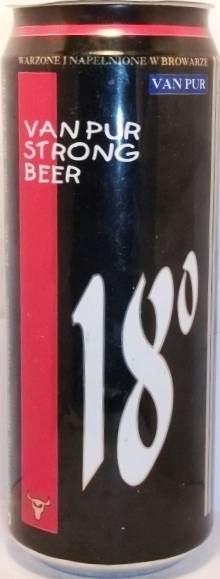 WARZONE I NAPEŁNIONE W BROWARZE
VAN PUR
VAN PUR
STRONG
BEER
18°